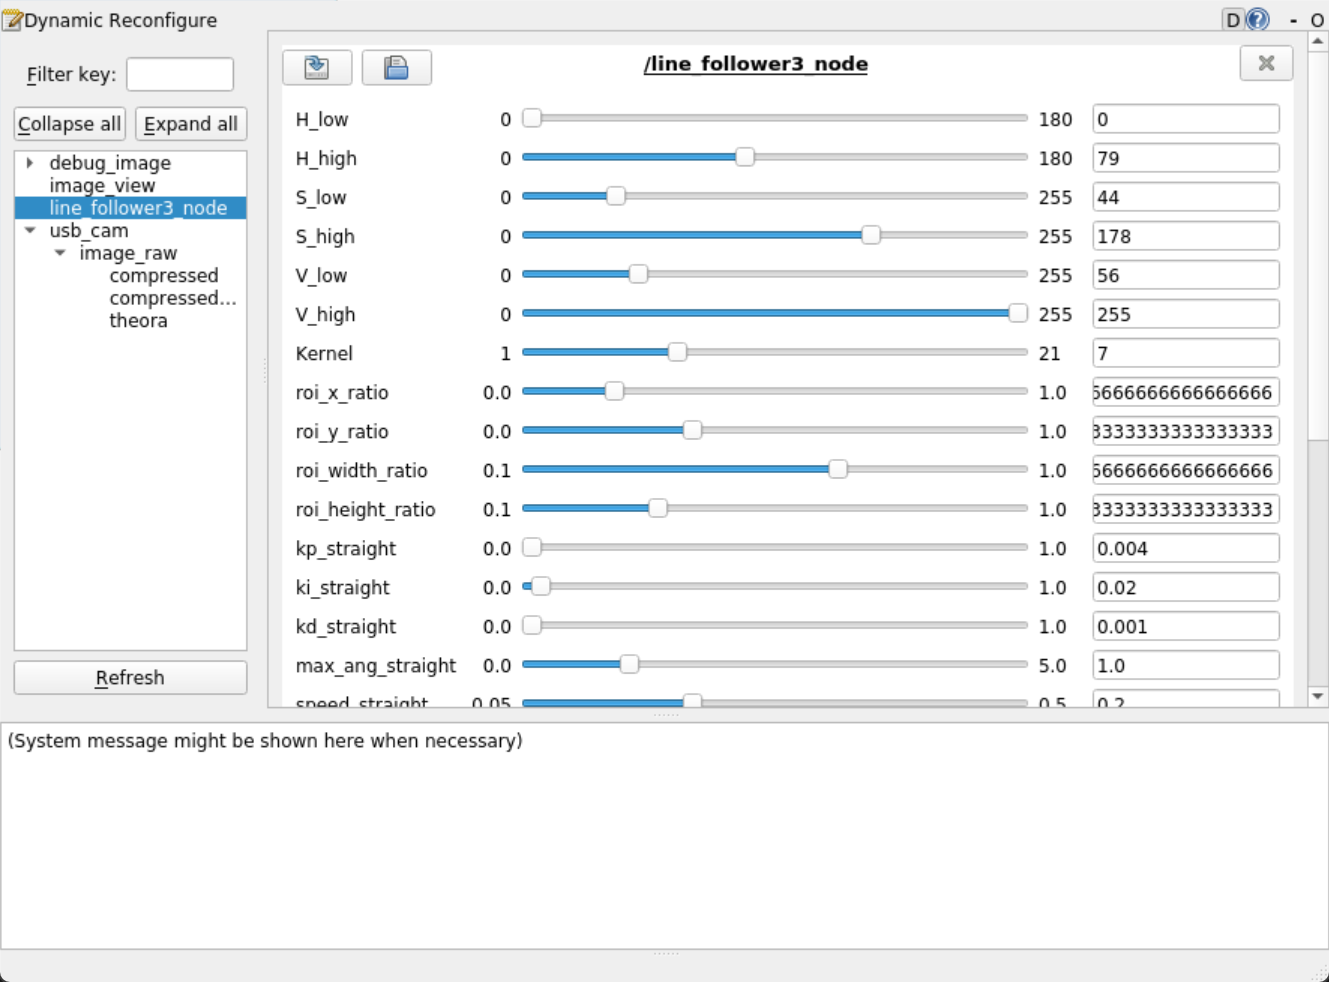 Dynamic Reconfigure D ? - O
Filter key:
Collapse all Expand all
debug_image
image_view
line_follower3_node
usb_cam
image_raw
compressed
compressed...
theora
Refresh
/line_follower3_node
H_low 0 180 0
H_high 0 180 79
S_low 0 255 44
S_high 0 255 178
V_low 0 255 56
V_high 0 255 255
Kernel 1 21 7
roi_x_ratio 0.0 1.0 6666666666666666
roi_y_ratio 0.0 1.0 3333333333333333
roi_width_ratio 0.1 1.0 6666666666666666
roi_height_ratio 0.1 1.0 3333333333333333
kp_straight 0.0 1.0 0.004
ki_straight 0.0 1.0 0.02
kd_straight 0.0 1.0 0.001
max_ang_straight 0.0 5.0 1.0
speed_straight 0.05 0.5 0.2
(System message might be shown here when necessary)